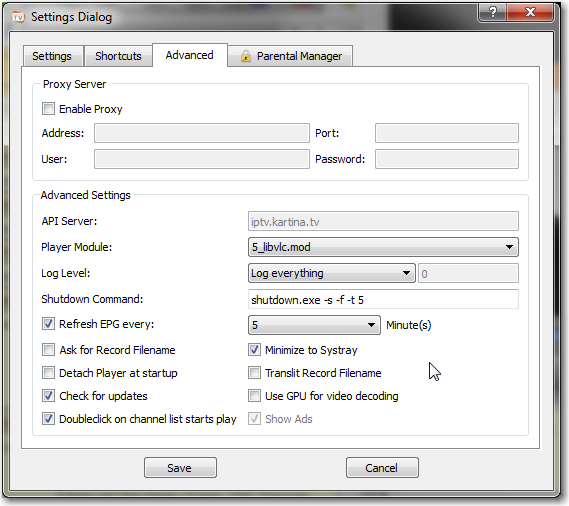 Settings Dialog
Settings Shortcuts Advanced Parental Manager
Proxy Server
Enable Proxy
Address: Port:
User: Password:
Advanced Settings
API Server: iptv.kartina.tv
Player Module: 5_libvlc.mod
Log Level: Log everything 0
Shutdown Command: shutdown.exe -s -f -t 5
Refresh EPG every: 5 Minute(s)
Ask for Record Filename Minimize to Systray
Detach Player at startup Translit Record Filename
Check for updates Use GPU for video decoding
Doubleclick on channel list starts play Show Ads
Save Cancel